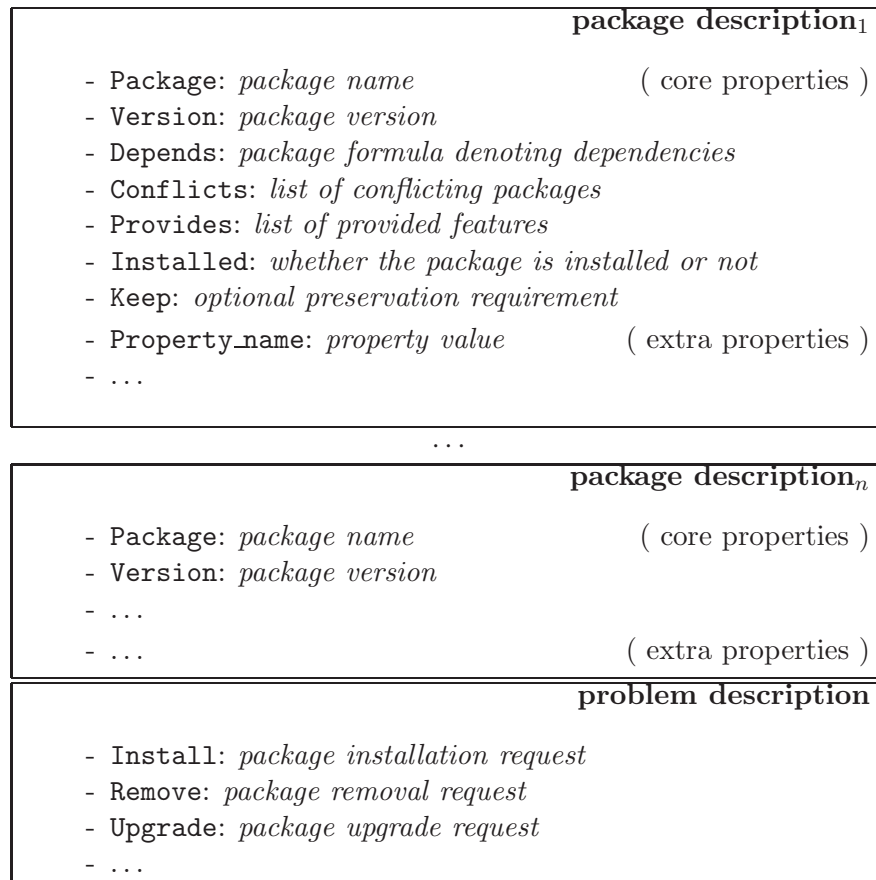 package description₁
- Package: package name ( core properties )
- Version: package version
- Depends: package formula denoting dependencies
- Conflicts: list of conflicting packages
- Provides: list of provided features
- Installed: whether the package is installed or not
- Keep: optional preservation requirement
- Property_name: property value ( extra properties )
- ...
...
package descriptionₙ
- Package: package name ( core properties )
- Version: package version
- ...
- ... ( extra properties )
problem description
- Install: package installation request
- Remove: package removal request
- Upgrade: package upgrade request
- ...